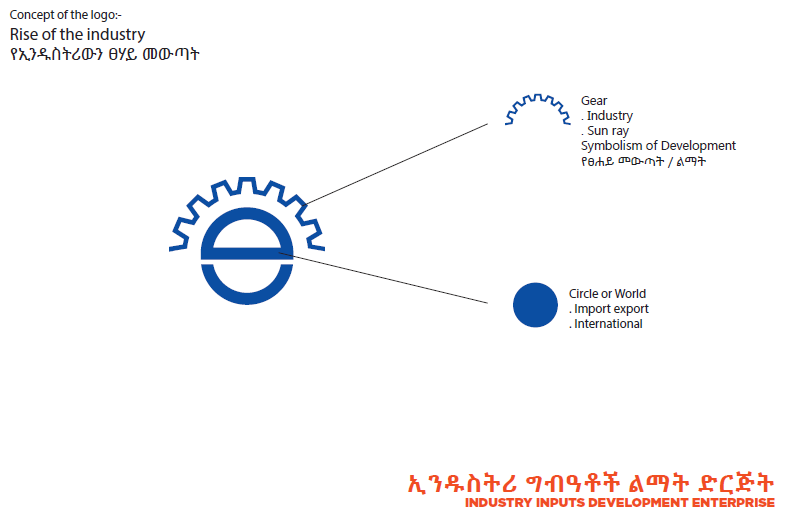 Concept of the logo:-
Rise of the industry
የኢንዱስትሪውን ፀሃይ መውጣት
Gear
. Industry
. Sun ray
Symbolism of Development
የፀሐይ መውጣት / ልማት
Circle or World
. Import export
. International
ኢንዱስትሪ ግብዓቶች ልማት ድርጅት
INDUSTRY INPUTS DEVELOPMENT ENTERPRISE